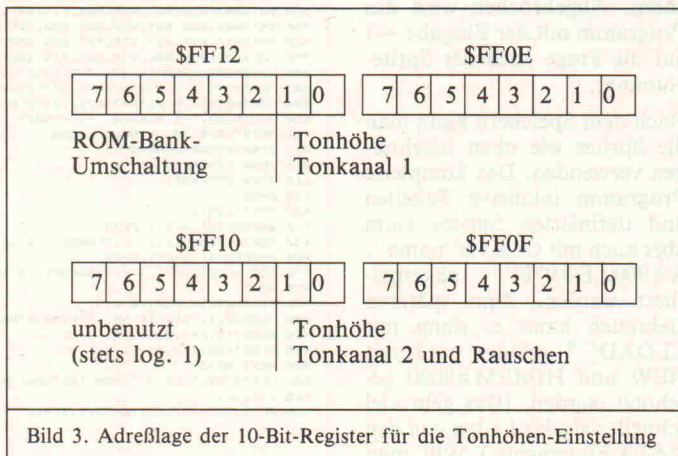 $FF12 $FF0E
7 6 5 4 3 2 1 0 7 6 5 4 3 2 1 0
ROM-Bank- Tonhöhe
Umschaltung Tonkanal 1
$FF10 $FF0F
7 6 5 4 3 2 1 0 7 6 5 4 3 2 1 0
unbenutzt Tonhöhe
(stets log. 1) Tonkanal 2 und Rauschen
Bild 3. Adreßlage der 10-Bit-Register für die Tonhöhen-Einstellung